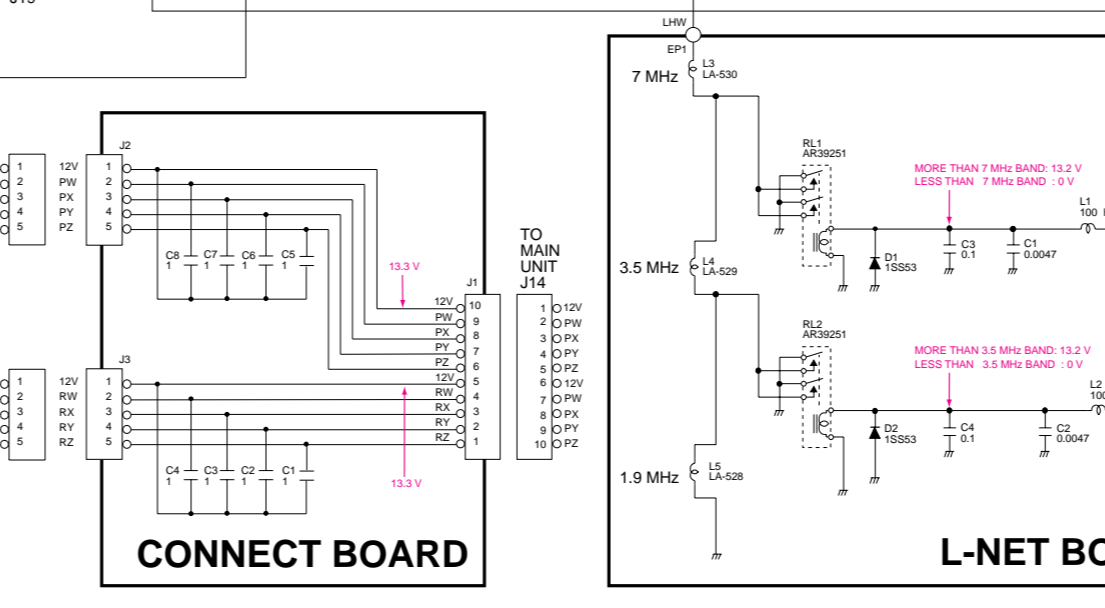 LHW
EP1
7 MHz
L3
LA-530
RL1
AR39251
MORE THAN 7 MHz BAND: 13.2 V
LESS THAN 7 MHz BAND : 0 V
L1
100
D1
1SS53
C3
0.1
C1
0.0047
3.5 MHz
L4
LA-529
RL2
AR39251
MORE THAN 3.5 MHz BAND: 13.2 V
LESS THAN 3.5 MHz BAND : 0 V
L2
100
D2
1SS53
C4
0.1
C2
0.0047
1.9 MHz
L5
LA-528
L-NET BO
J2
1 12V 1
2 PW 2
3 PX 3
4 PY 4
5 PZ 5
C8
1
C7
1
C6
1
C5
1
13.3 V
J1
12V 10
PW 9
PX 8
PY 7
PZ 6
12V 5
RW 4
RX 3
RY 2
RZ 1
TO
MAIN
UNIT
J14
1 12V
2 PW
3 PX
4 PY
5 PZ
6 12V
7 PW
8 PX
9 PY
10 PZ
J3
1 12V 1
2 RW 2
3 RX 3
4 RY 4
5 RZ 5
C4
1
C3
1
C2
1
C1
1
13.3 V
CONNECT BOARD